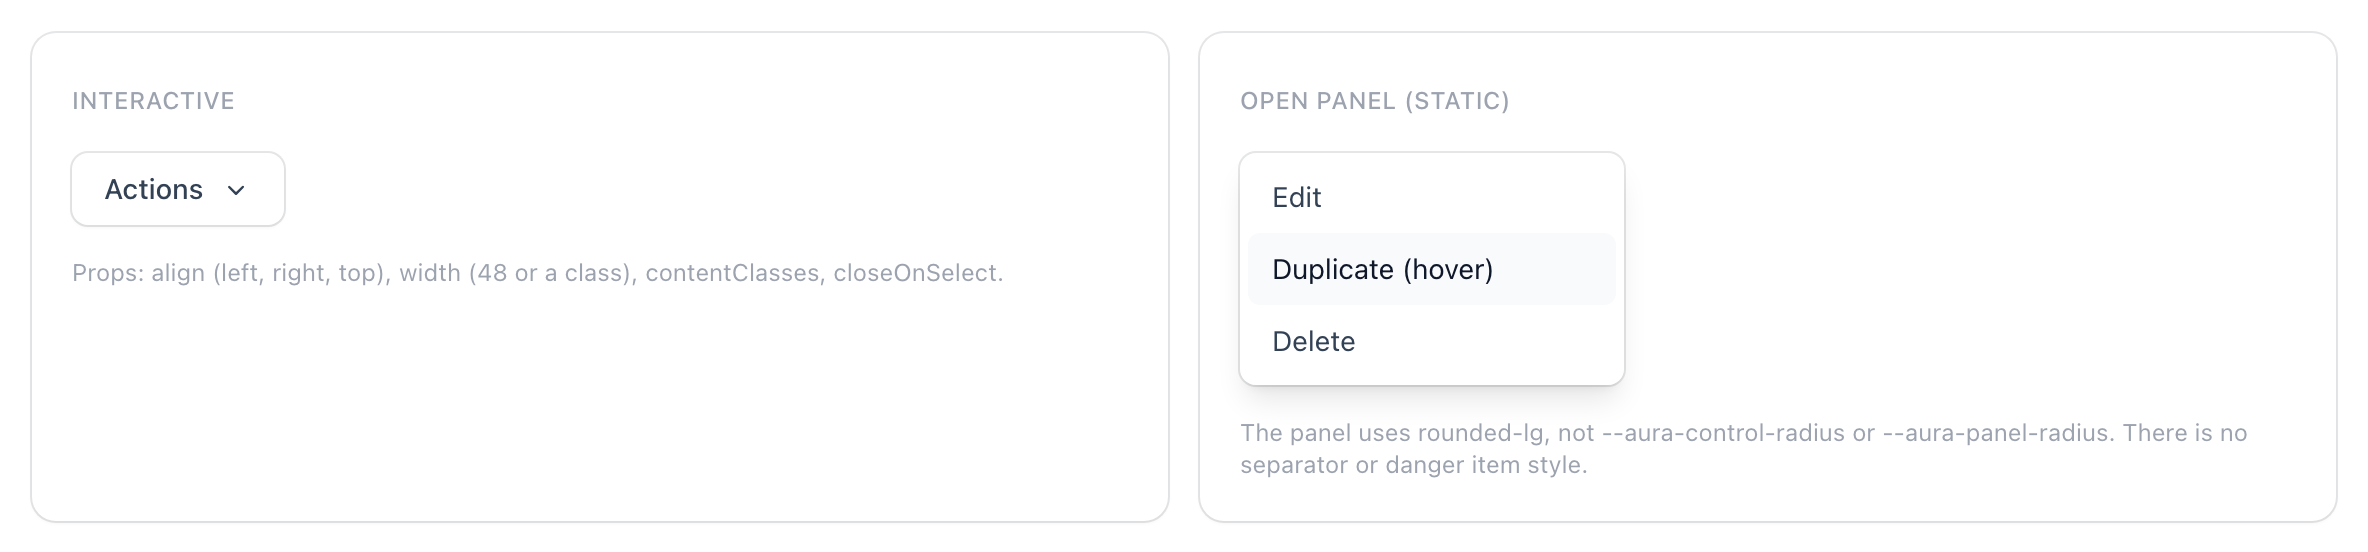 INTERACTIVE
Actions
Props: align (left, right, top), width (48 or a class), contentClasses, closeOnSelect.
OPEN PANEL (STATIC)
Edit
Duplicate (hover)
Delete
The panel uses rounded-lg, not --aura-control-radius or --aura-panel-radius. There is no
separator or danger item style.